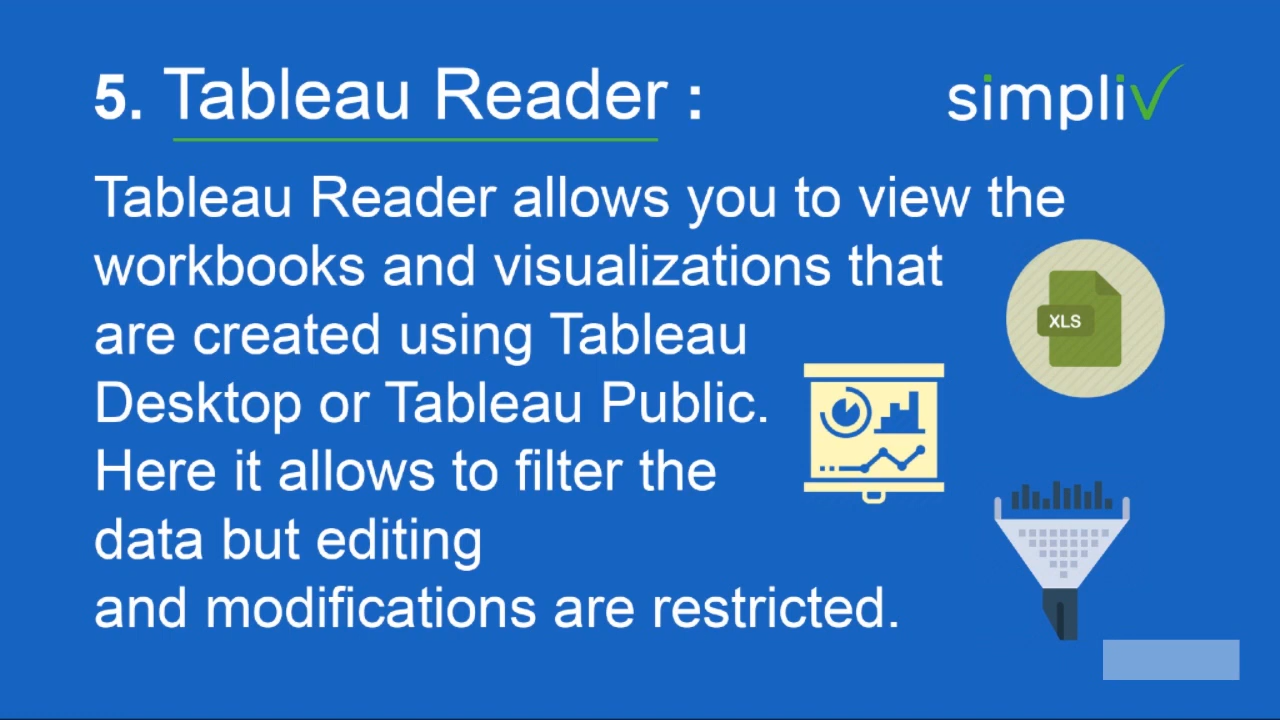 5. Tableau Reader :
simpliv
Tableau Reader allows you to view the
workbooks and visualizations that
are created using Tableau
Desktop or Tableau Public.
Here it allows to filter the
data but editing
and modifications are restricted.
XLS